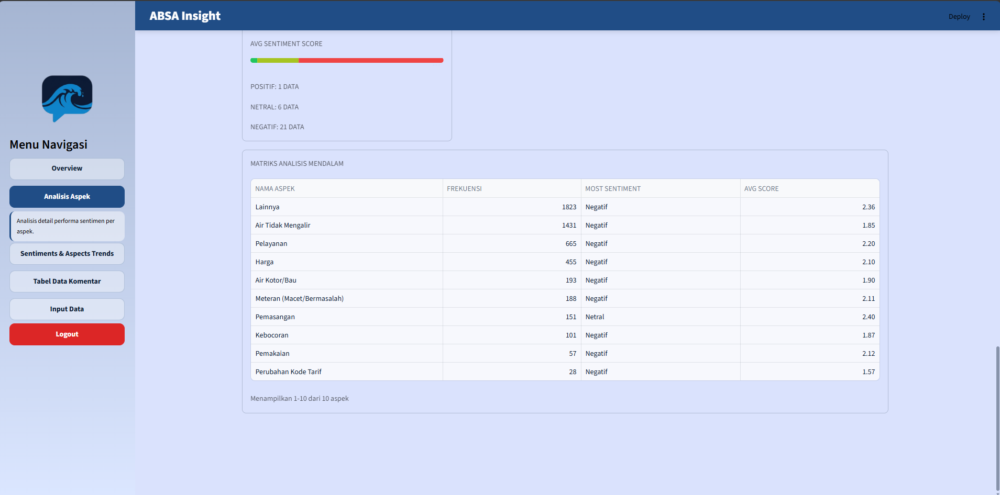 ABSA Insight
Deploy
Menu Navigasi
Overview
Analisis Aspek
Analisis detail performa sentimen per
aspek.
Sentiments & Aspects Trends
Tabel Data Komentar
Input Data
Logout
AVG SENTIMENT SCORE
POSITIF: 1 DATA
NETRAL: 6 DATA
NEGATIF: 21 DATA
MATRIKS ANALISIS MENDALAM
NAMA ASPEK FREKUENSI MOST SENTIMENT AVG SCORE
Lainnya 1823 Negatif 2.36
Air Tidak Mengalir 1431 Negatif 1.85
Pelayanan 665 Negatif 2.20
Harga 455 Negatif 2.10
Air Kotor/Bau 193 Negatif 1.90
Meteran (Macet/Bermasalah) 188 Negatif 2.11
Pemasangan 151 Netral 2.40
Kebocoran 101 Negatif 1.87
Pemakaian 57 Negatif 2.12
Perubahan Kode Tarif 28 Negatif 1.57
Menampilkan 1-10 dari 10 aspek